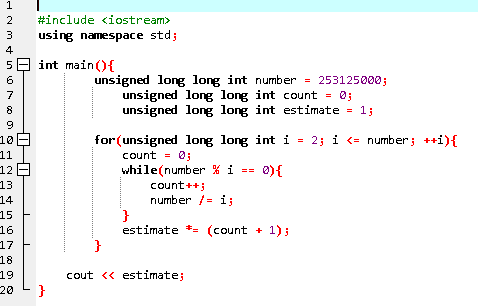 1
2 #include <iostream>
3 using namespace std;
4
5 int main(){
6 unsigned long long int number = 253125000;
7 unsigned long long int count = 0;
8 unsigned long long int estimate = 1;
9
10 for(unsigned long long int i = 2; i <= number; ++i){
11 count = 0;
12 while(number % i == 0){
13 count++;
14 number /= i;
15 }
16 estimate *= (count + 1);
17 }
18
19 cout << estimate;
20 }